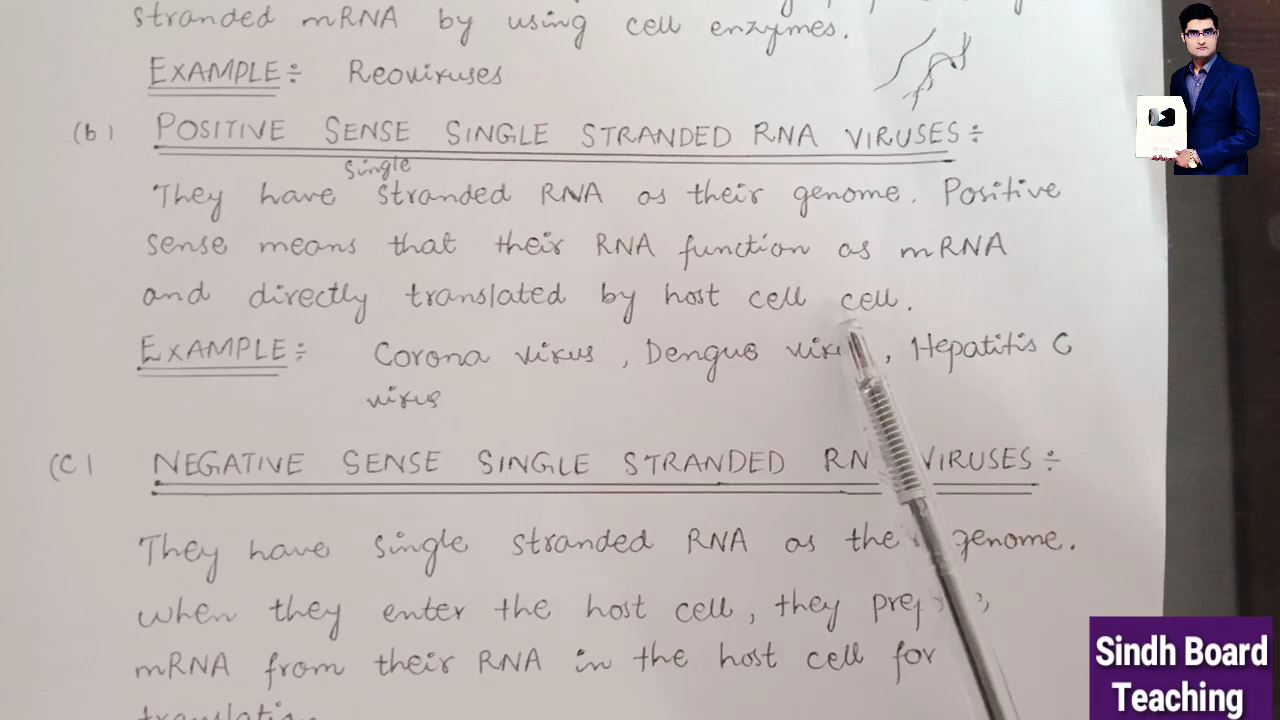 stranded mRNA by using cell enzymes.
EXAMPLE:- Reoviruses
(b) POSITIVE SENSE SINGLE STRANDED RNA VIRUSES:-
single
They have stranded RNA as their genome. Positive
sense means that their RNA function as mRNA
and directly translated by host cell cell.
EXAMPLE:- Corona virus, Dengue virus, Hepatitis C
virus
(C) NEGATIVE SENSE SINGLE STRANDED RNA VIRUSES:-
They have single stranded RNA as their genome.
when they enter the host cell, they
mRNA from their RNA in the host cell for
Sindh Board
Teaching